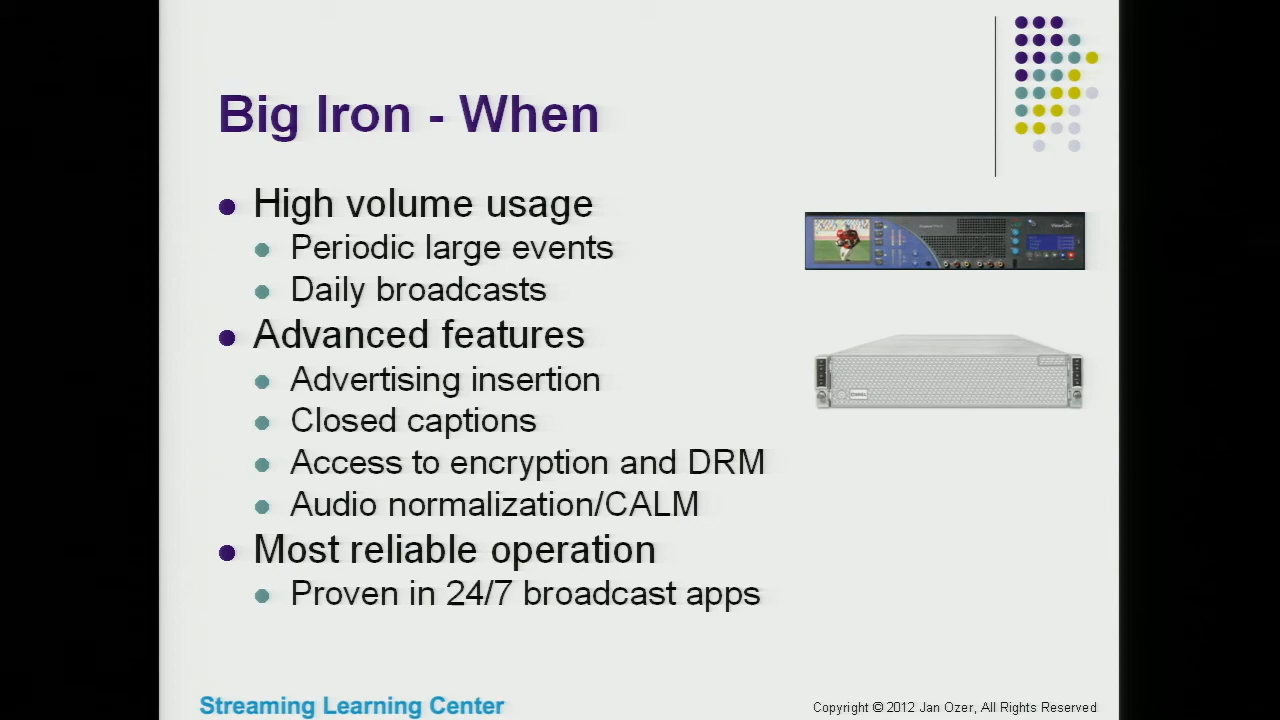 Big Iron - When
High volume usage
Periodic large events
Daily broadcasts
Advanced features
Advertising insertion
Closed captions
Access to encryption and DRM
Audio normalization/CALM
Most reliable operation
Proven in 24/7 broadcast apps
Streaming Learning Center
Copyright © 2012 Jan Ozer, All Rights Reserved